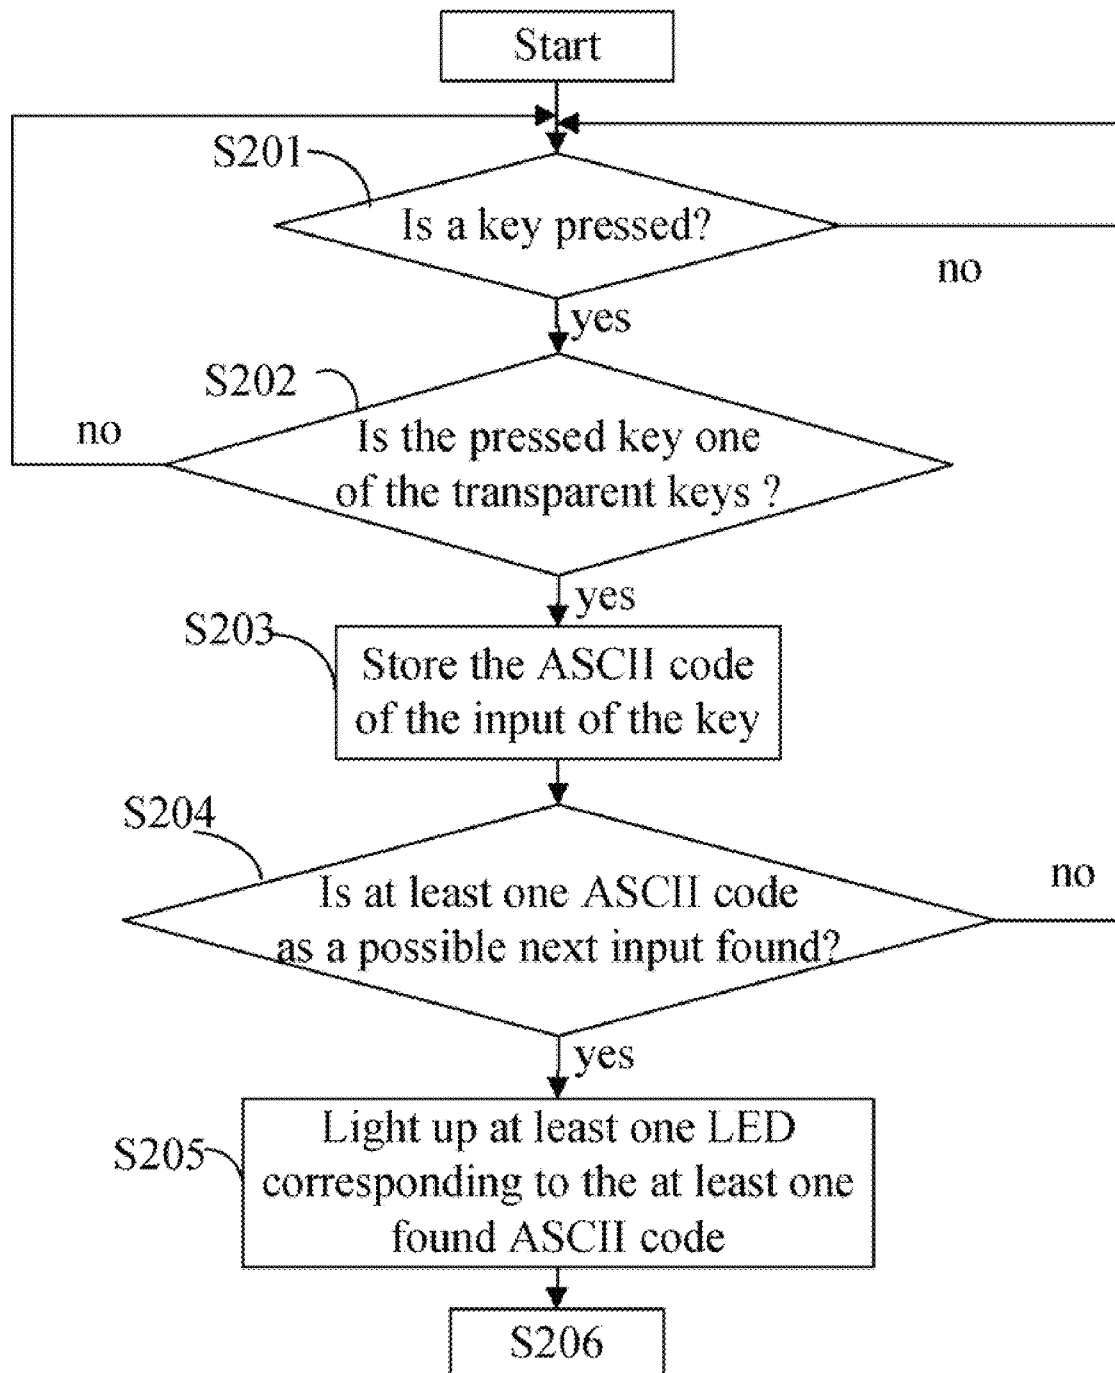 Start
S201
Is a key pressed?
no
yes
S202
no
Is the pressed key one
of the transparent keys ?
yes
S203
Store the ASCII code
of the input of the key
S204
no
Is at least one ASCII code
as a possible next input found?
yes
S205
Light up at least one LED
corresponding to the at least one
found ASCII code
S206